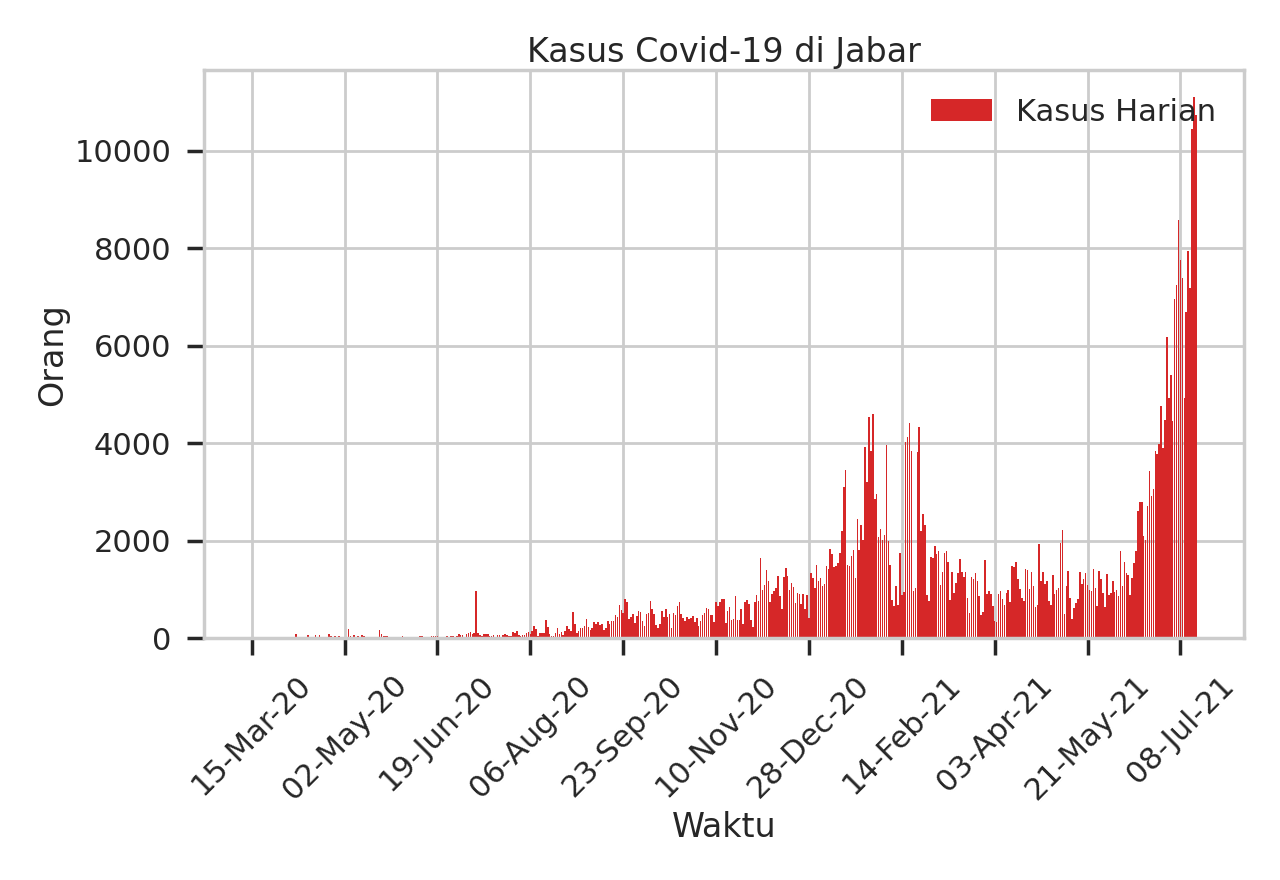 Kasus Covid-19 di Jabar
Kasus Harian
Orang
10000
8000
6000
4000
2000
0
15-Mar-20
02-May-20
19-Jun-20
06-Aug-20
23-Sep-20
10-Nov-20
28-Dec-20
14-Feb-21
03-Apr-21
21-May-21
08-Jul-21
Waktu